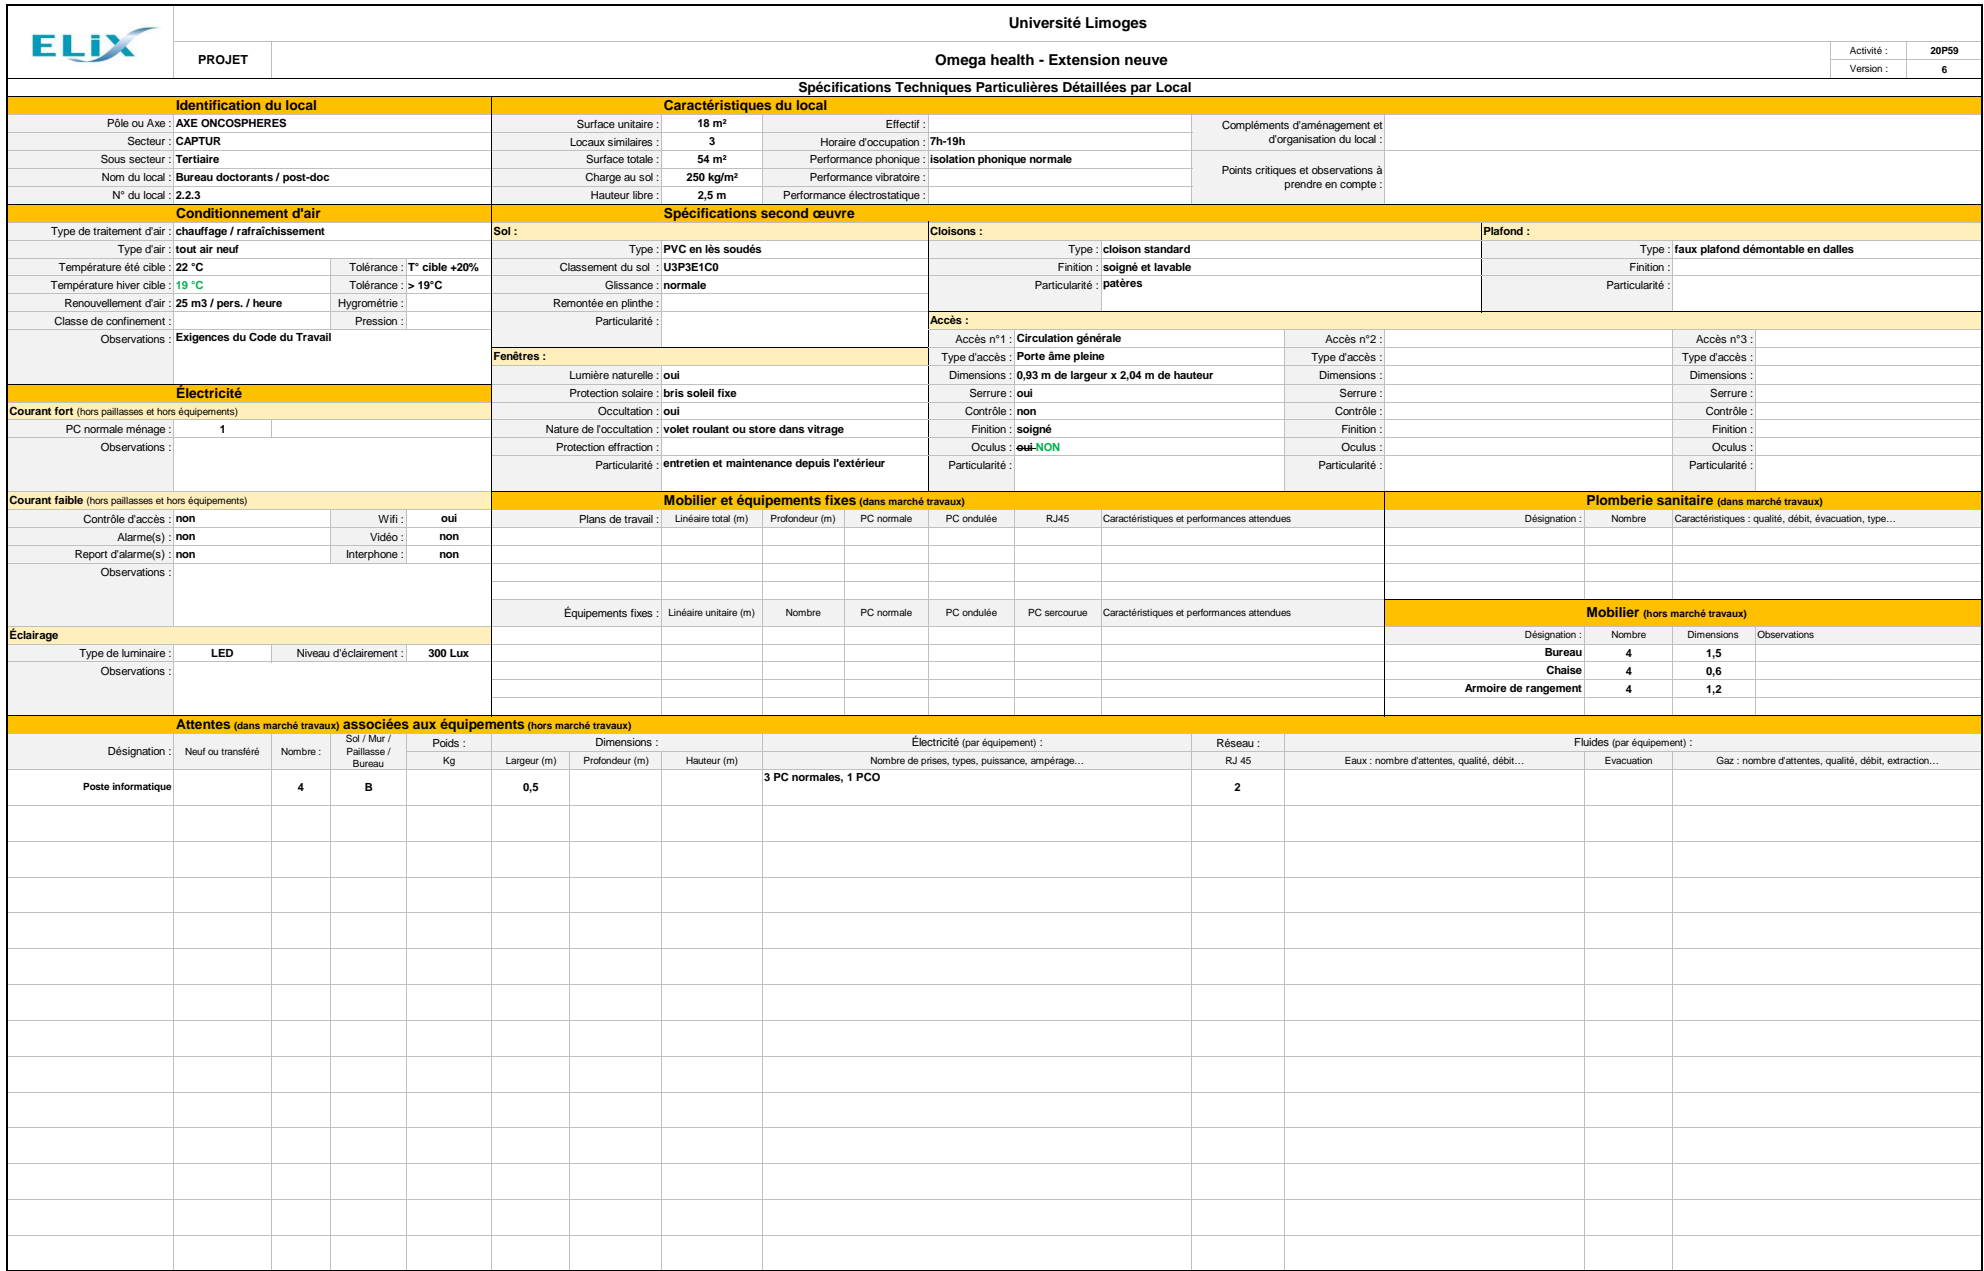 ELiX
Université Limoges
PROJET
Omega health - Extension neuve
Activité : 20P59
Version : 6
Spécifications Techniques Particulières Détaillées par Local
Identification du local
Pôle ou Axe : AXE ONCOSPHERES
Secteur : CAPTUR
Sous secteur : Tertiaire
Nom du local : Bureau doctorants / post-doc
N° du local : 2.2.3
Caractéristiques du local
Surface unitaire : 18 m² Effectif :
Locaux similaires : 3 Horaire d'occupation : 7h-19h
Surface totale : 54 m² Performance phonique : isolation phonique normale
Charge au sol : 250 kg/m² Performance vibratoire :
Hauteur libre : 2,5 m Performance électrostatique :
Compléments d'aménagement et
d'organisation du local :
Points critiques et observations à
prendre en compte :
Conditionnement d'air
Type de traitement d'air : chauffage / rafraîchissement
Type d'air : tout air neuf
Température été cible : 22 °C Tolérance : T° cible +20%
Température hiver cible : 19 °C Tolérance : > 19°C
Renouvellement d'air : 25 m3 / pers. / heure Hygrométrie :
Classe de confinement : Pression :
Observations : Exigences du Code du Travail
Spécifications second œuvre
Sol :
Type : PVC en lès soudés
Classement du sol : U3P3E1C0
Glissance : normale
Remontée en plinthe :
Particularité :
Cloisons :
Type : cloison standard
Finition : soigné et lavable
Particularité : patères
Plafond :
Type : faux plafond démontable en dalles
Finition :
Particularité :
Fenêtres :
Lumière naturelle : oui
Protection solaire : bris soleil fixe
Occultation : oui
Nature de l'occultation : volet roulant ou store dans vitrage
Protection effraction :
Particularité : entretien et maintenance depuis l'extérieur
Accès :
Accès n°1 : Circulation générale Accès n°2 : Accès n°3 :
Type d'accès : Porte âme pleine Type d'accès : Type d'accès :
Dimensions : 0,93 m de largeur x 2,04 m de hauteur Dimensions : Dimensions :
Serrure : oui Serrure : Serrure :
Contrôle : non Contrôle : Contrôle :
Finition : soigné Finition : Finition :
Oculus : oui NON Oculus : Oculus :
Particularité : Particularité : Particularité :
Électricité
Courant fort (hors paillasses et hors équipements)
PC normale ménage : 1
Observations :
Courant faible (hors paillasses et hors équipements)
Contrôle d'accès : non Wifi : oui
Alarme(s) : non Vidéo : non
Report d'alarme(s) : non Interphone : non
Observations :
Éclairage
Type de luminaire : LED Niveau d'éclairement : 300 Lux
Observations :
Mobilier et équipements fixes (dans marché travaux)
Plans de travail : Linéaire total (m) Profondeur (m) PC normale PC ondulée RJ45 Caractéristiques et performances attendues
Équipements fixes : Linéaire unitaire (m) Nombre PC normale PC ondulée PC sercourue Caractéristiques et performances attendues
Plomberie sanitaire (dans marché travaux)
Désignation : Nombre Caractéristiques : qualité, débit, évacuation, type…
Mobilier (hors marché travaux)
Désignation : Nombre Dimensions Observations
Bureau 4 1,5
Chaise 4 0,6
Armoire de rangement 4 1,2
Attentes (dans marché travaux) associées aux équipements (hors marché travaux)
Désignation : Neuf ou transféré Nombre : Sol / Mur /
Paillasse /
Bureau
Poids : Dimensions : Électricité (par équipement) : Réseau : Fluides (par équipement) :
Kg Largeur (m) Profondeur (m) Hauteur (m) Nombre de prises, types, puissance, ampérage… RJ 45 Eaux : nombre d'attentes, qualité, débit… Evacuation Gaz : nombre d'attentes, qualité, débit, extraction…
Poste informatique 4 B 0,5 3 PC normales, 1 PCO 2